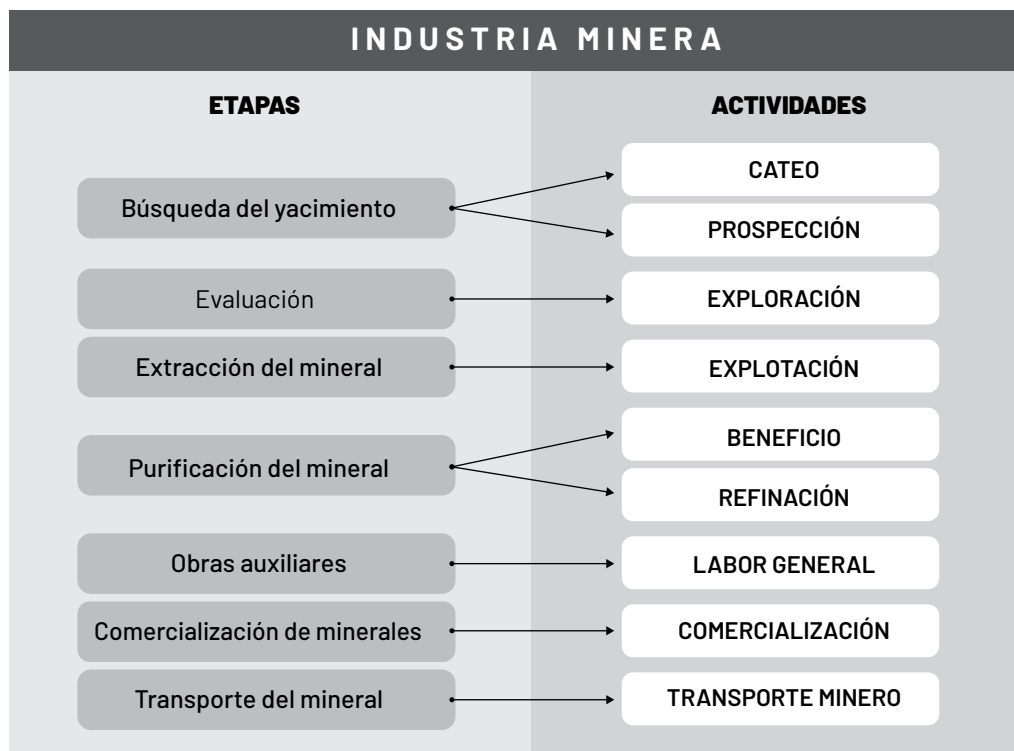 INDUSTRIA MINERA
ETAPAS
ACTIVIDADES
Búsqueda del yacimiento
CATEO
PROSPECCIÓN
Evaluación
EXPLORACIÓN
Extracción del mineral
EXPLOTACIÓN
Purificación del mineral
BENEFICIO
REFINACIÓN
Obras auxiliares
LABOR GENERAL
Comercialización de minerales
COMERCIALIZACIÓN
Transporte del mineral
TRANSPORTE MINERO